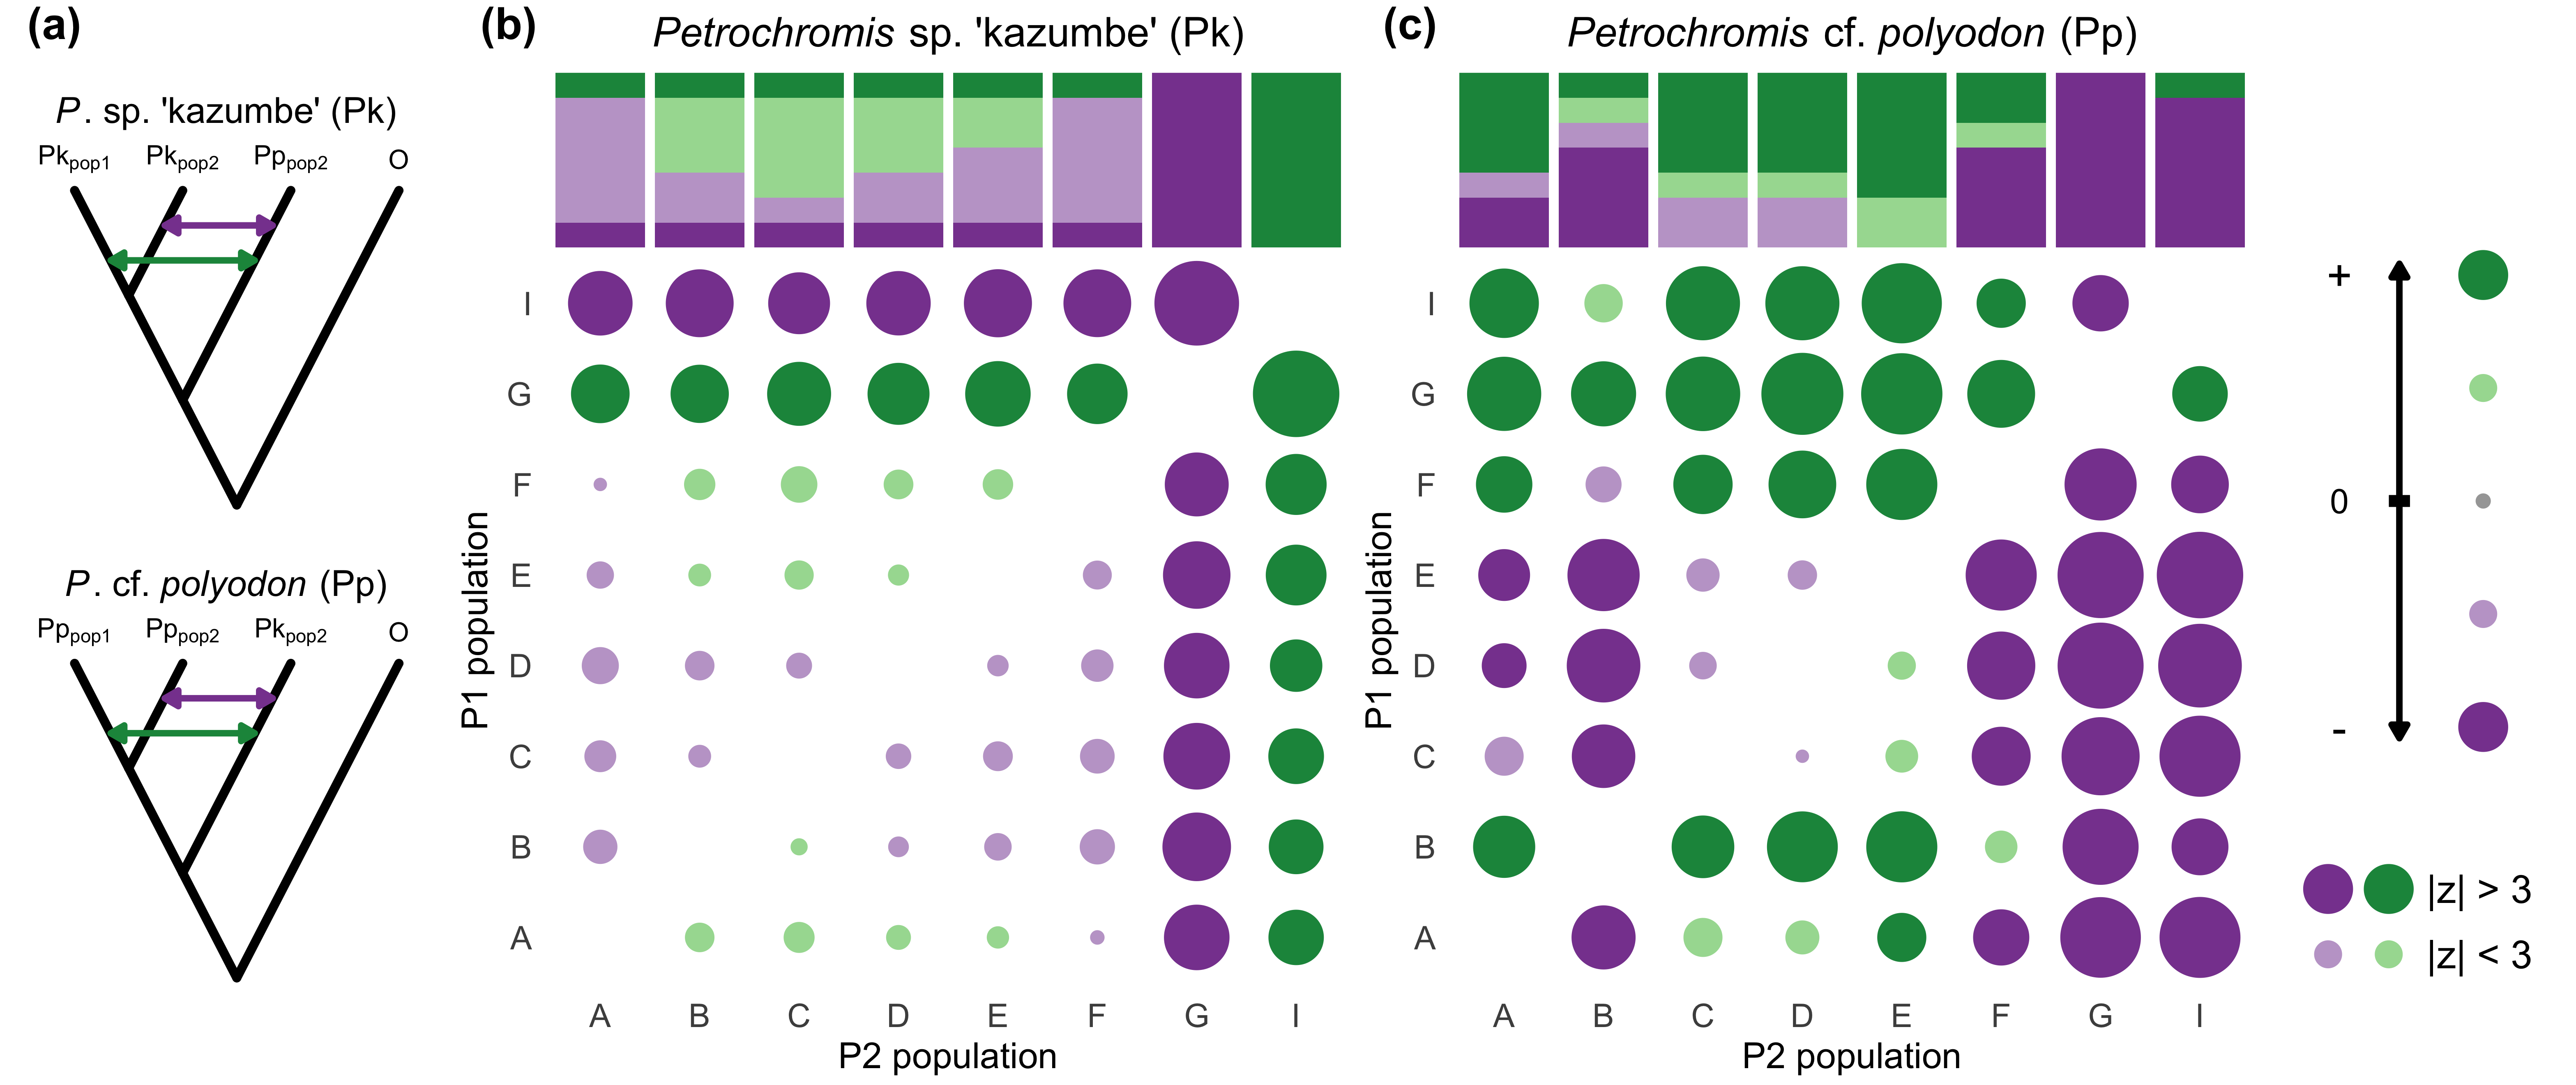 (a)
P. sp. 'kazumbe' (Pk)
Pkpop1 Pkpop2 Pppop2 O
P. cf. polyodon (Pp)
Pppop1 Pppop2 Pkpop2 O
(b)
Petrochromis sp. 'kazumbe' (Pk)
P1 population
I
G
F
E
D
C
B
A
A B C D E F G I
P2 population
(c)
Petrochromis cf. polyodon (Pp)
P1 population
I
G
F
E
D
C
B
A
A B C D E F G I
P2 population
+
0
-
|z| > 3
|z| < 3